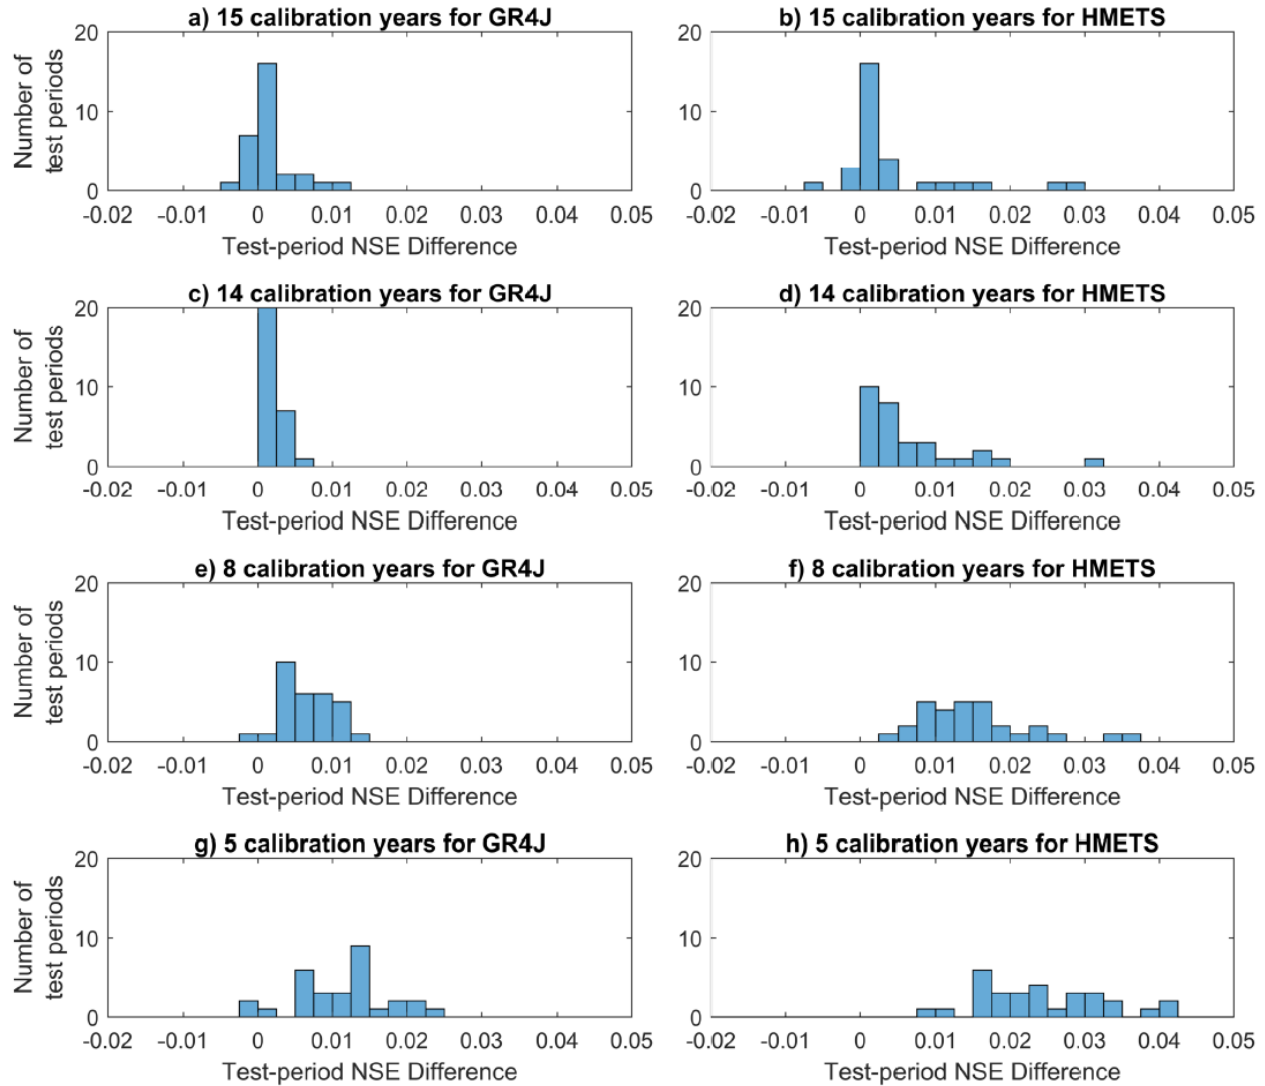 a) 15 calibration years for GR4J
20
10
0
Number of
test periods
-0.02 -0.01 0 0.01 0.02 0.03 0.04 0.05
Test-period NSE Difference
b) 15 calibration years for HMETS
20
10
0
-0.02 -0.01 0 0.01 0.02 0.03 0.04 0.05
Test-period NSE Difference
c) 14 calibration years for GR4J
20
10
0
Number of
test periods
-0.02 -0.01 0 0.01 0.02 0.03 0.04 0.05
Test-period NSE Difference
d) 14 calibration years for HMETS
20
10
0
-0.02 -0.01 0 0.01 0.02 0.03 0.04 0.05
Test-period NSE Difference
e) 8 calibration years for GR4J
20
10
0
Number of
test periods
-0.02 -0.01 0 0.01 0.02 0.03 0.04 0.05
Test-period NSE Difference
f) 8 calibration years for HMETS
20
10
0
-0.02 -0.01 0 0.01 0.02 0.03 0.04 0.05
Test-period NSE Difference
g) 5 calibration years for GR4J
20
10
0
Number of
test periods
-0.02 -0.01 0 0.01 0.02 0.03 0.04 0.05
Test-period NSE Difference
h) 5 calibration years for HMETS
20
10
0
-0.02 -0.01 0 0.01 0.02 0.03 0.04 0.05
Test-period NSE Difference